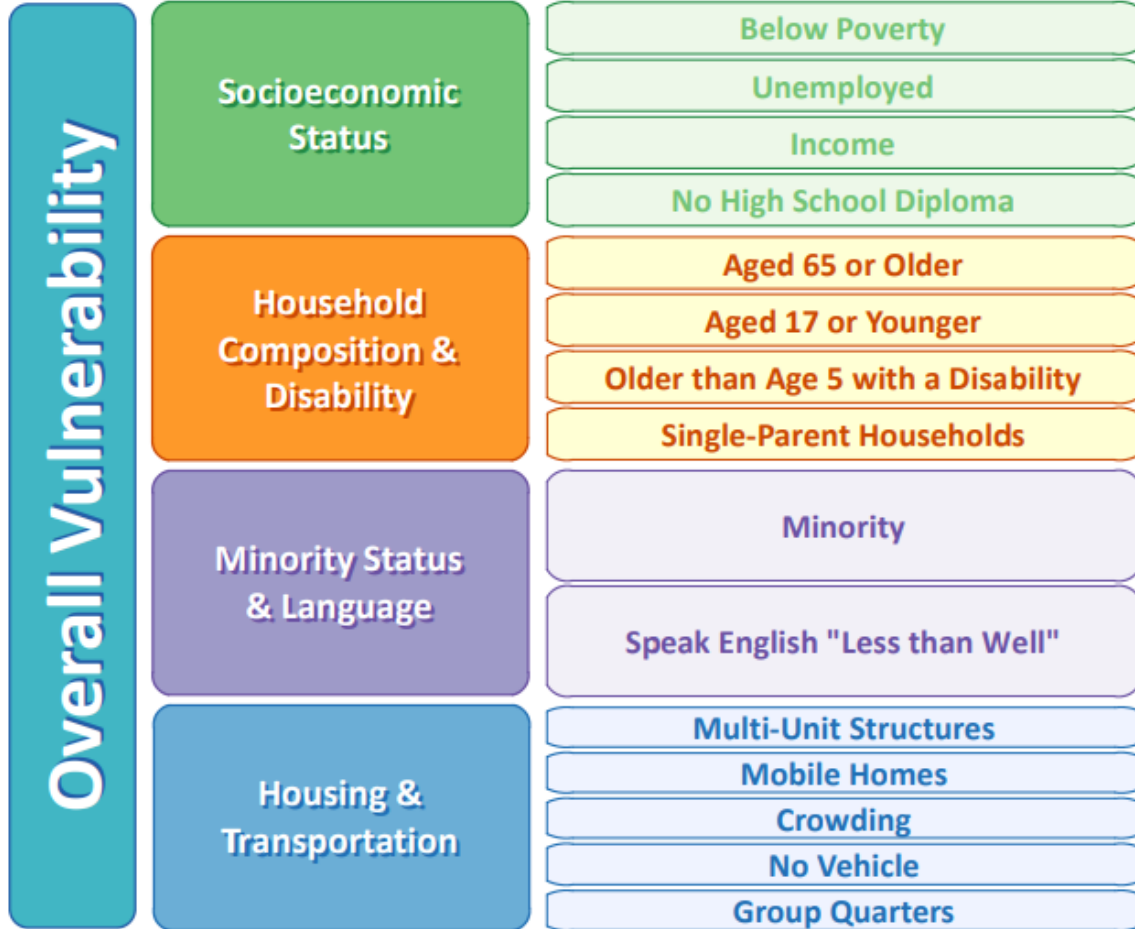 Overall Vulnerability
Socioeconomic
Status
Below Poverty
Unemployed
Income
No High School Diploma
Household
Composition &
Disability
Aged 65 or Older
Aged 17 or Younger
Older than Age 5 with a Disability
Single-Parent Households
Minority Status
& Language
Minority
Speak English "Less than Well"
Housing &
Transportation
Multi-Unit Structures
Mobile Homes
Crowding
No Vehicle
Group Quarters